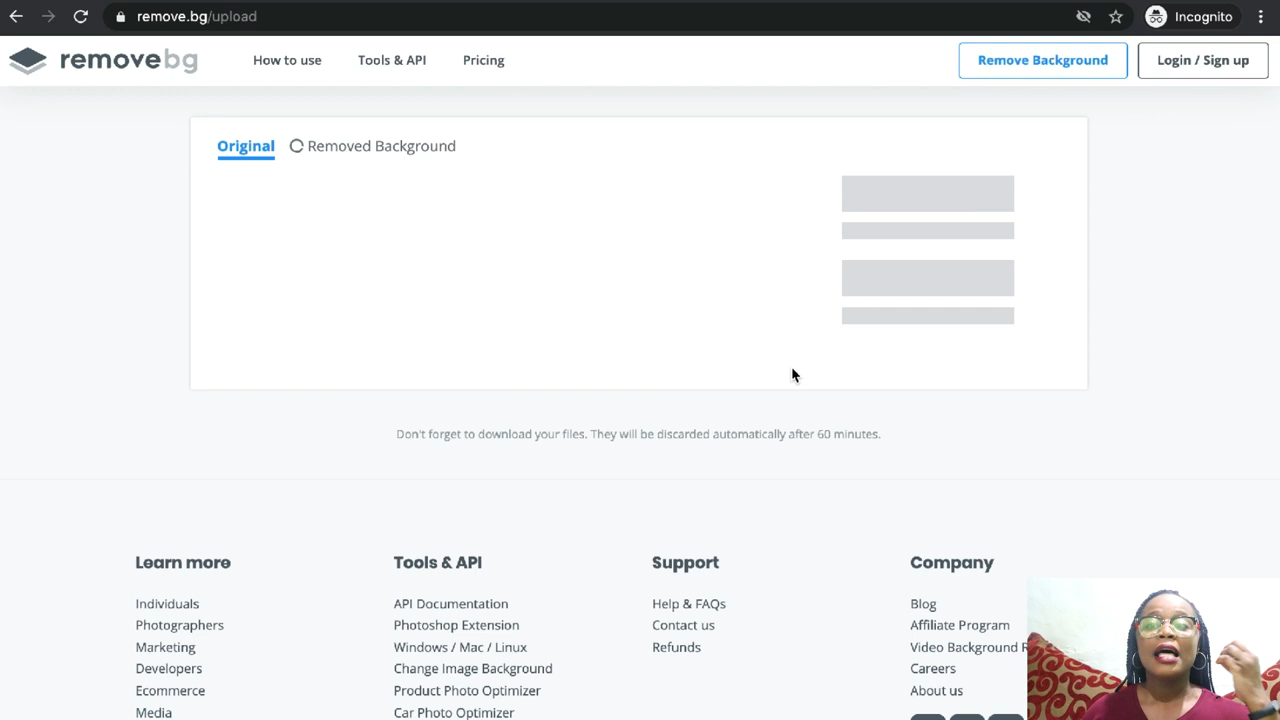 remove.bg/upload
Incognito
removebg
How to use
Tools & API
Pricing
Remove Background
Login / Sign up
Original
Removed Background
Don't forget to download your files. They will be discarded automatically after 60 minutes.
Learn more
Individuals
Photographers
Marketing
Developers
Ecommerce
Media
Tools & API
API Documentation
Photoshop Extension
Windows / Mac / Linux
Change Image Background
Product Photo Optimizer
Car Photo Optimizer
Support
Help & FAQs
Contact us
Refunds
Company
Blog
Affiliate Program
Video Background R
Careers
About us